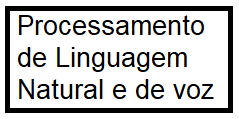 Processamento
de Linguagem
Natural e de voz